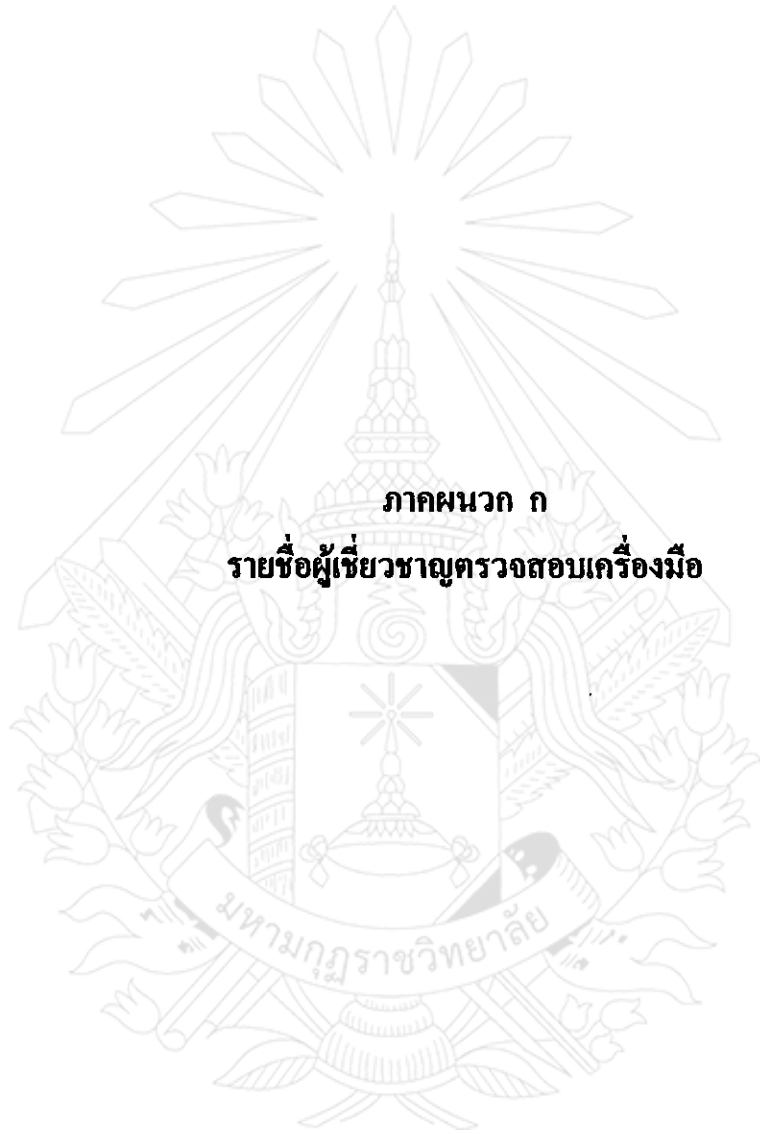 ภาคผนวก ก
รายชื่อผู้เชี่ยวชาญตรวจสอบเครื่องมือ
มหามกุฏราชวิทยาลัย